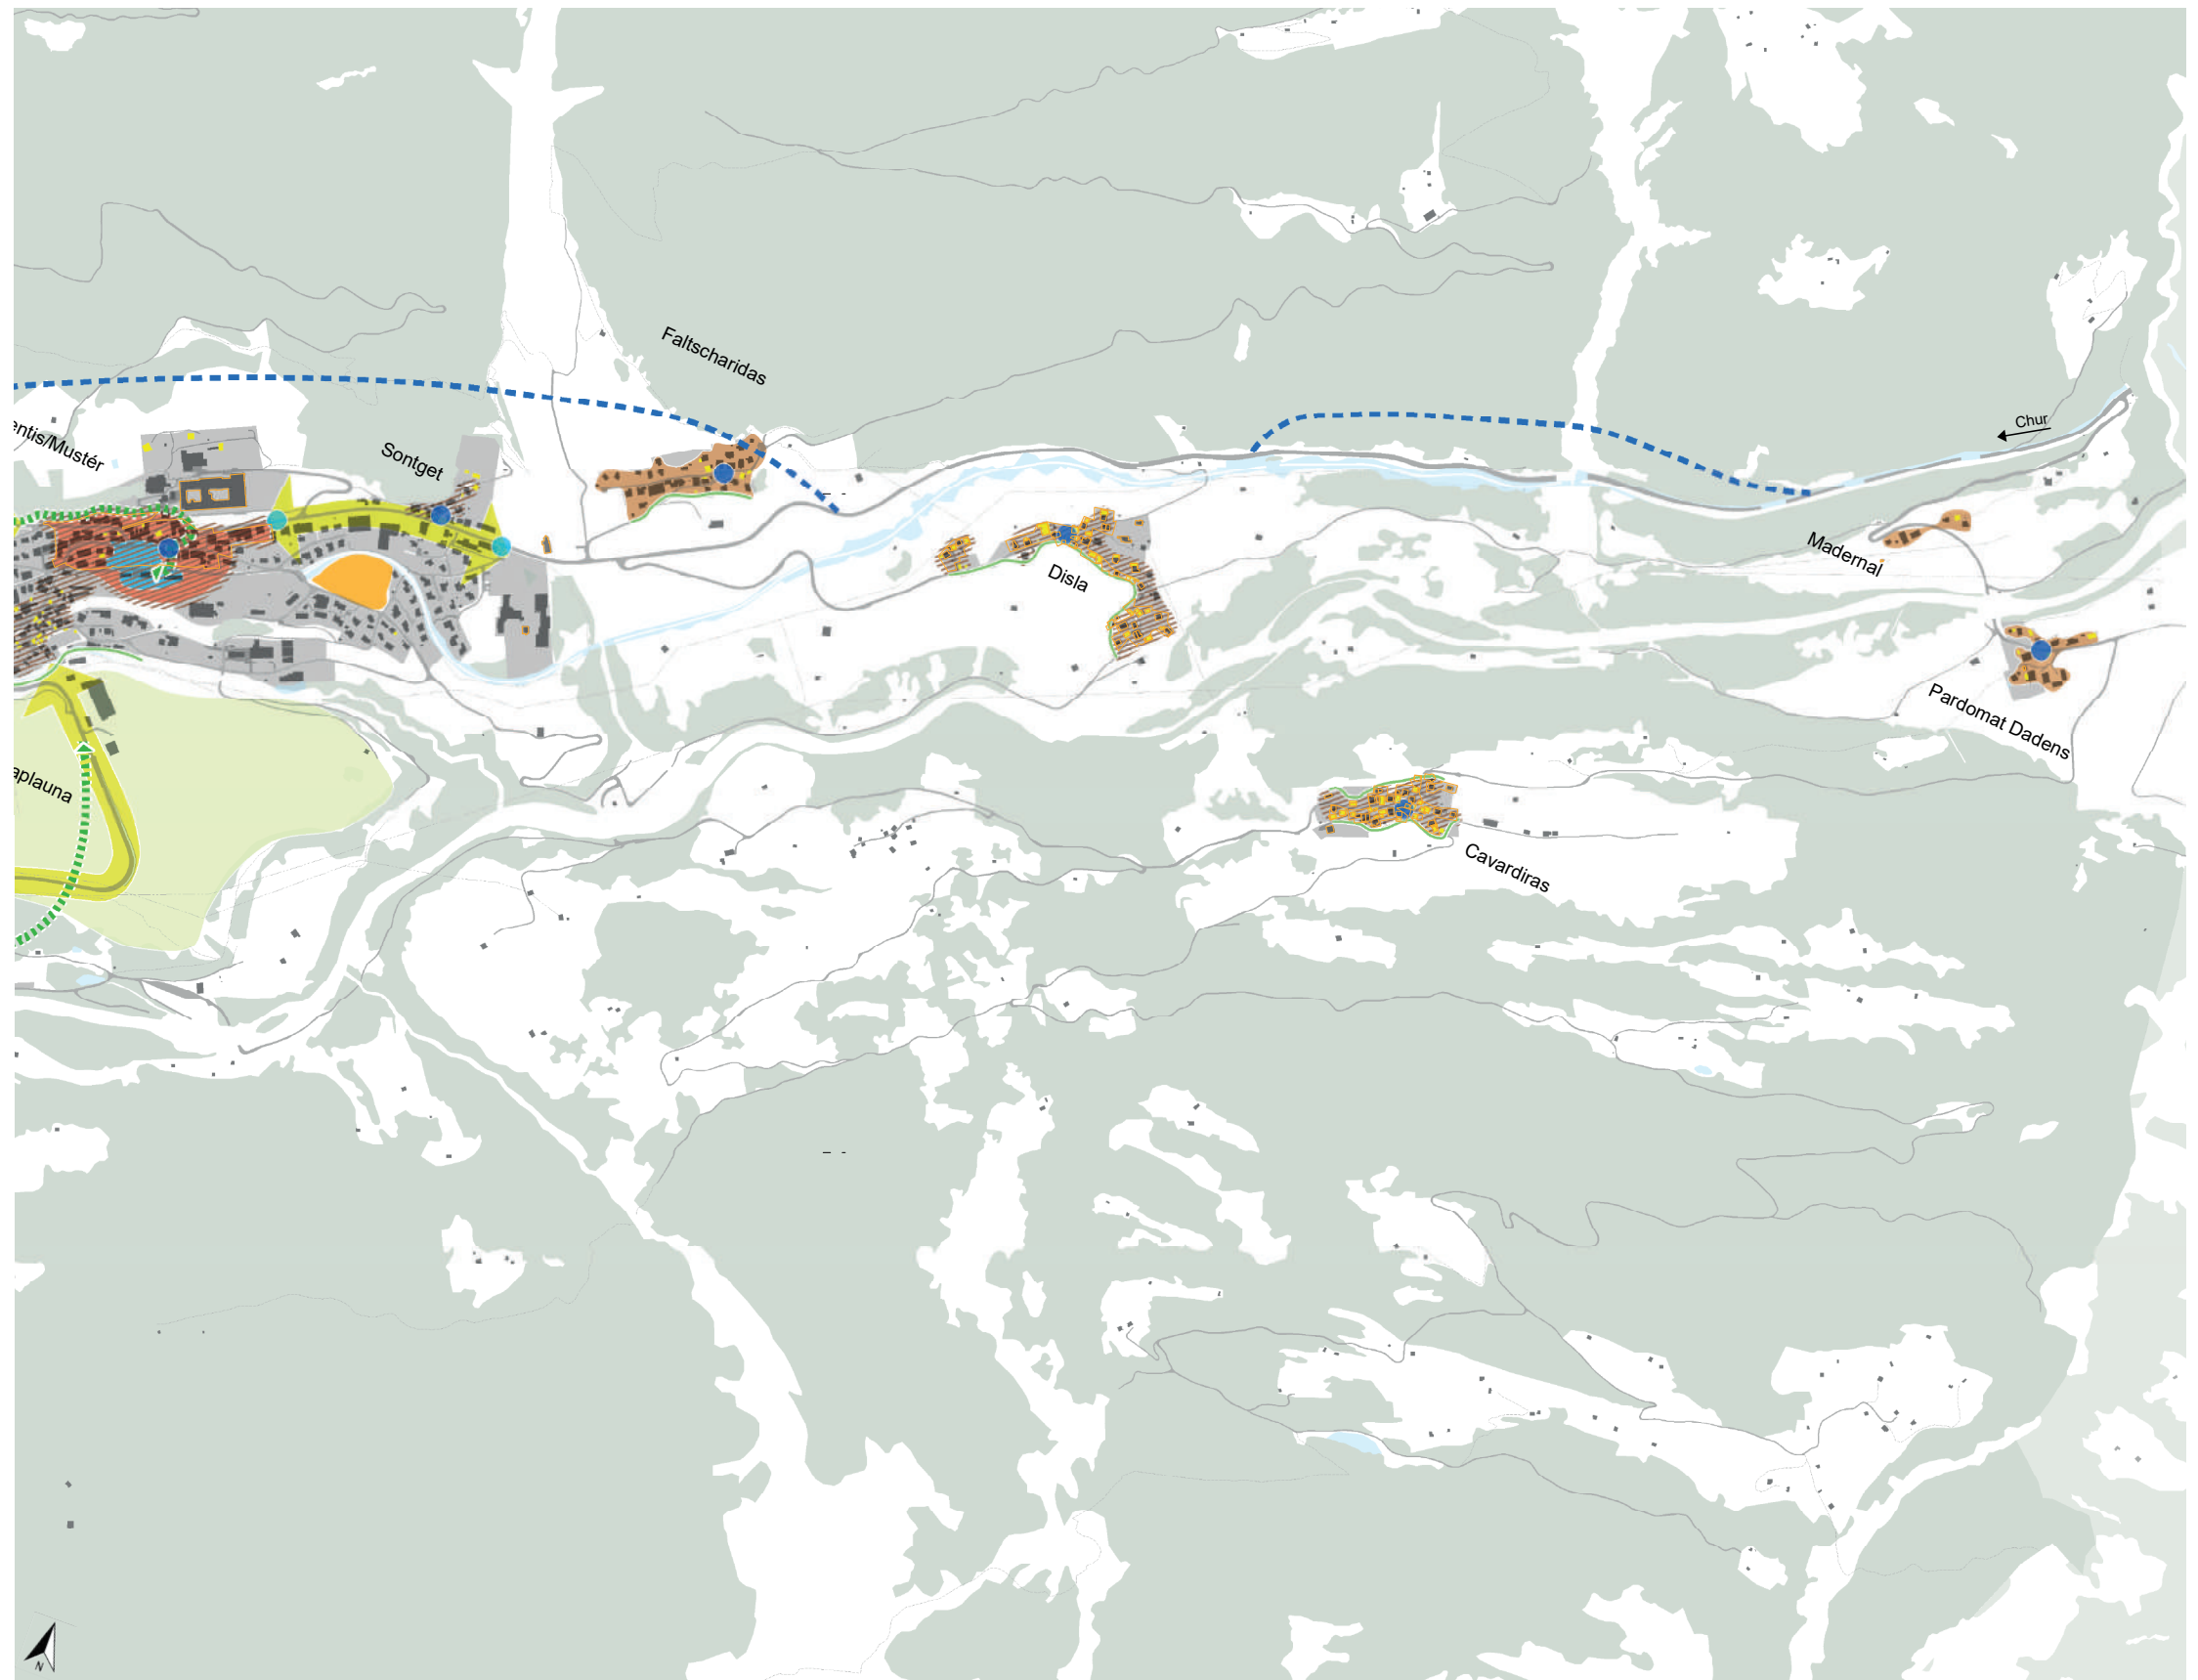 Faltscharidas
Chur
entis/Mustér
Sontget
Madernal
Disla
Pardomat Dadens
aplauna
Cavardiras
N